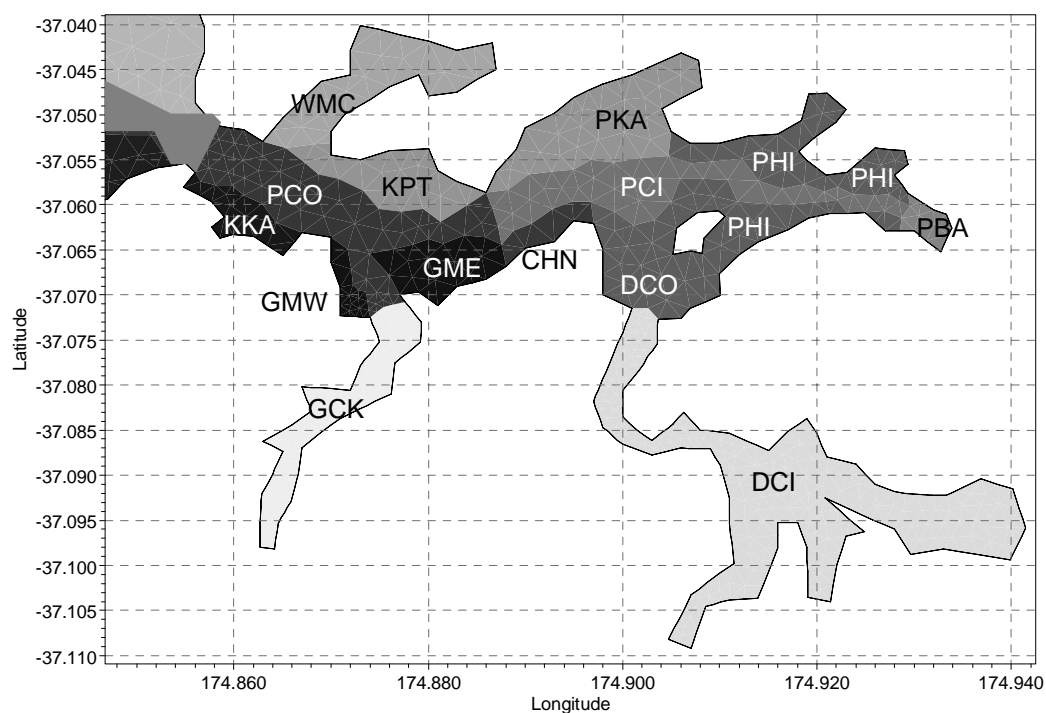 -37.040
-37.045
-37.050
-37.055
-37.060
-37.065
-37.070
-37.075
-37.080
-37.085
-37.090
-37.095
-37.100
-37.105
-37.110
Latitude
WMC
PKA
PHI
KPT
PCI
PHI
PCO
KKA
PHI
PBA
GME
CHN
DCO
GMW
GCK
DCI
174.860
174.880
174.900
174.920
174.940
Longitude